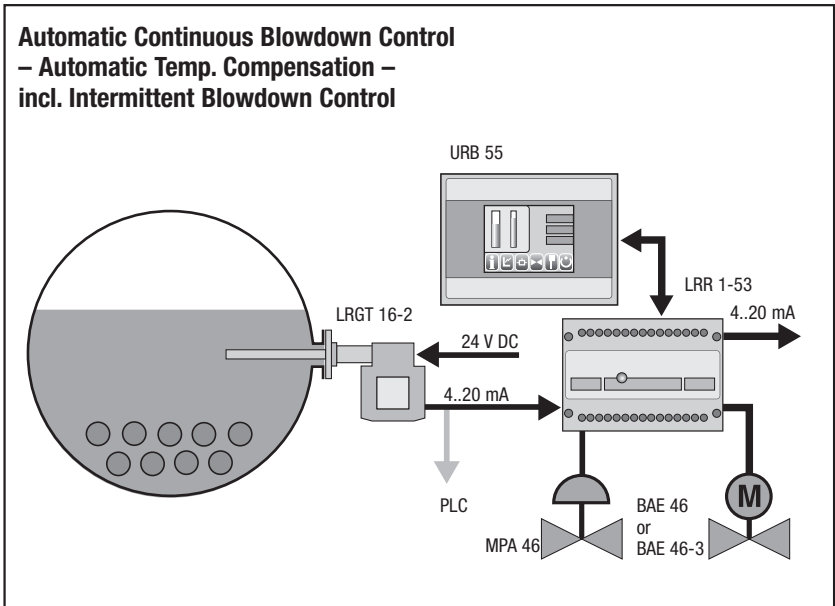 Automatic Continuous Blowdown Control
– Automatic Temp. Compensation –
incl. Intermittent Blowdown Control
URB 55
LRGT 16-2
LRR 1-53
24 V DC
4..20 mA
4..20 mA
PLC
MPA 46
BAE 46
or
BAE 46-3
M